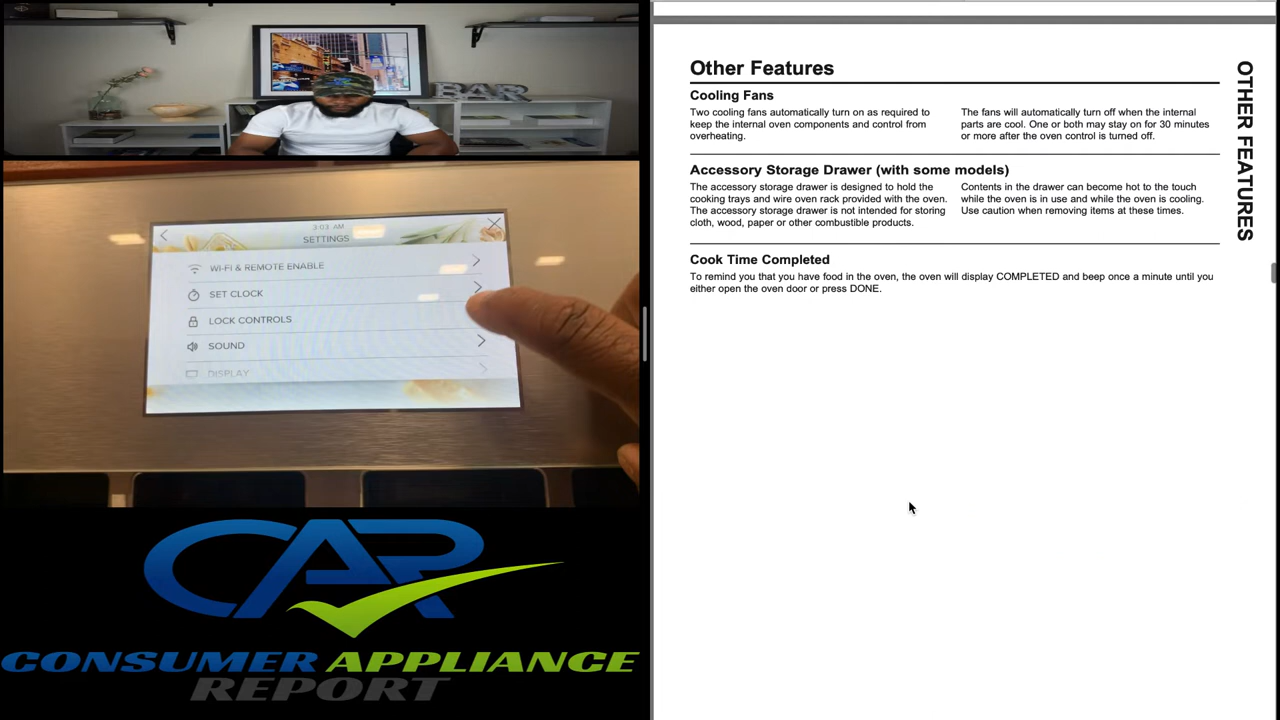 BAR
3:03 AM
SETTINGS
WI-FI & REMOTE ENABLE
SET CLOCK
LOCK CONTROLS
SOUND
DISPLAY
CAR
CONSUMER APPLIANCE
REPORT
Other Features
Cooling Fans
Two cooling fans automatically turn on as required to
keep the internal oven components and control from
overheating.
The fans will automatically turn off when the internal
parts are cool. One or both may stay on for 30 minutes
or more after the oven control is turned off.
Accessory Storage Drawer (with some models)
The accessory storage drawer is designed to hold the
cooking trays and wire oven rack provided with the oven.
The accessory storage drawer is not intended for storing
cloth, wood, paper or other combustible products.
Contents in the drawer can become hot to the touch
while the oven is in use and while the oven is cooling.
Use caution when removing items at these times.
Cook Time Completed
To remind you that you have food in the oven, the oven will display COMPLETED and beep once a minute until you
either open the oven door or press DONE.
OTHER FEATURES